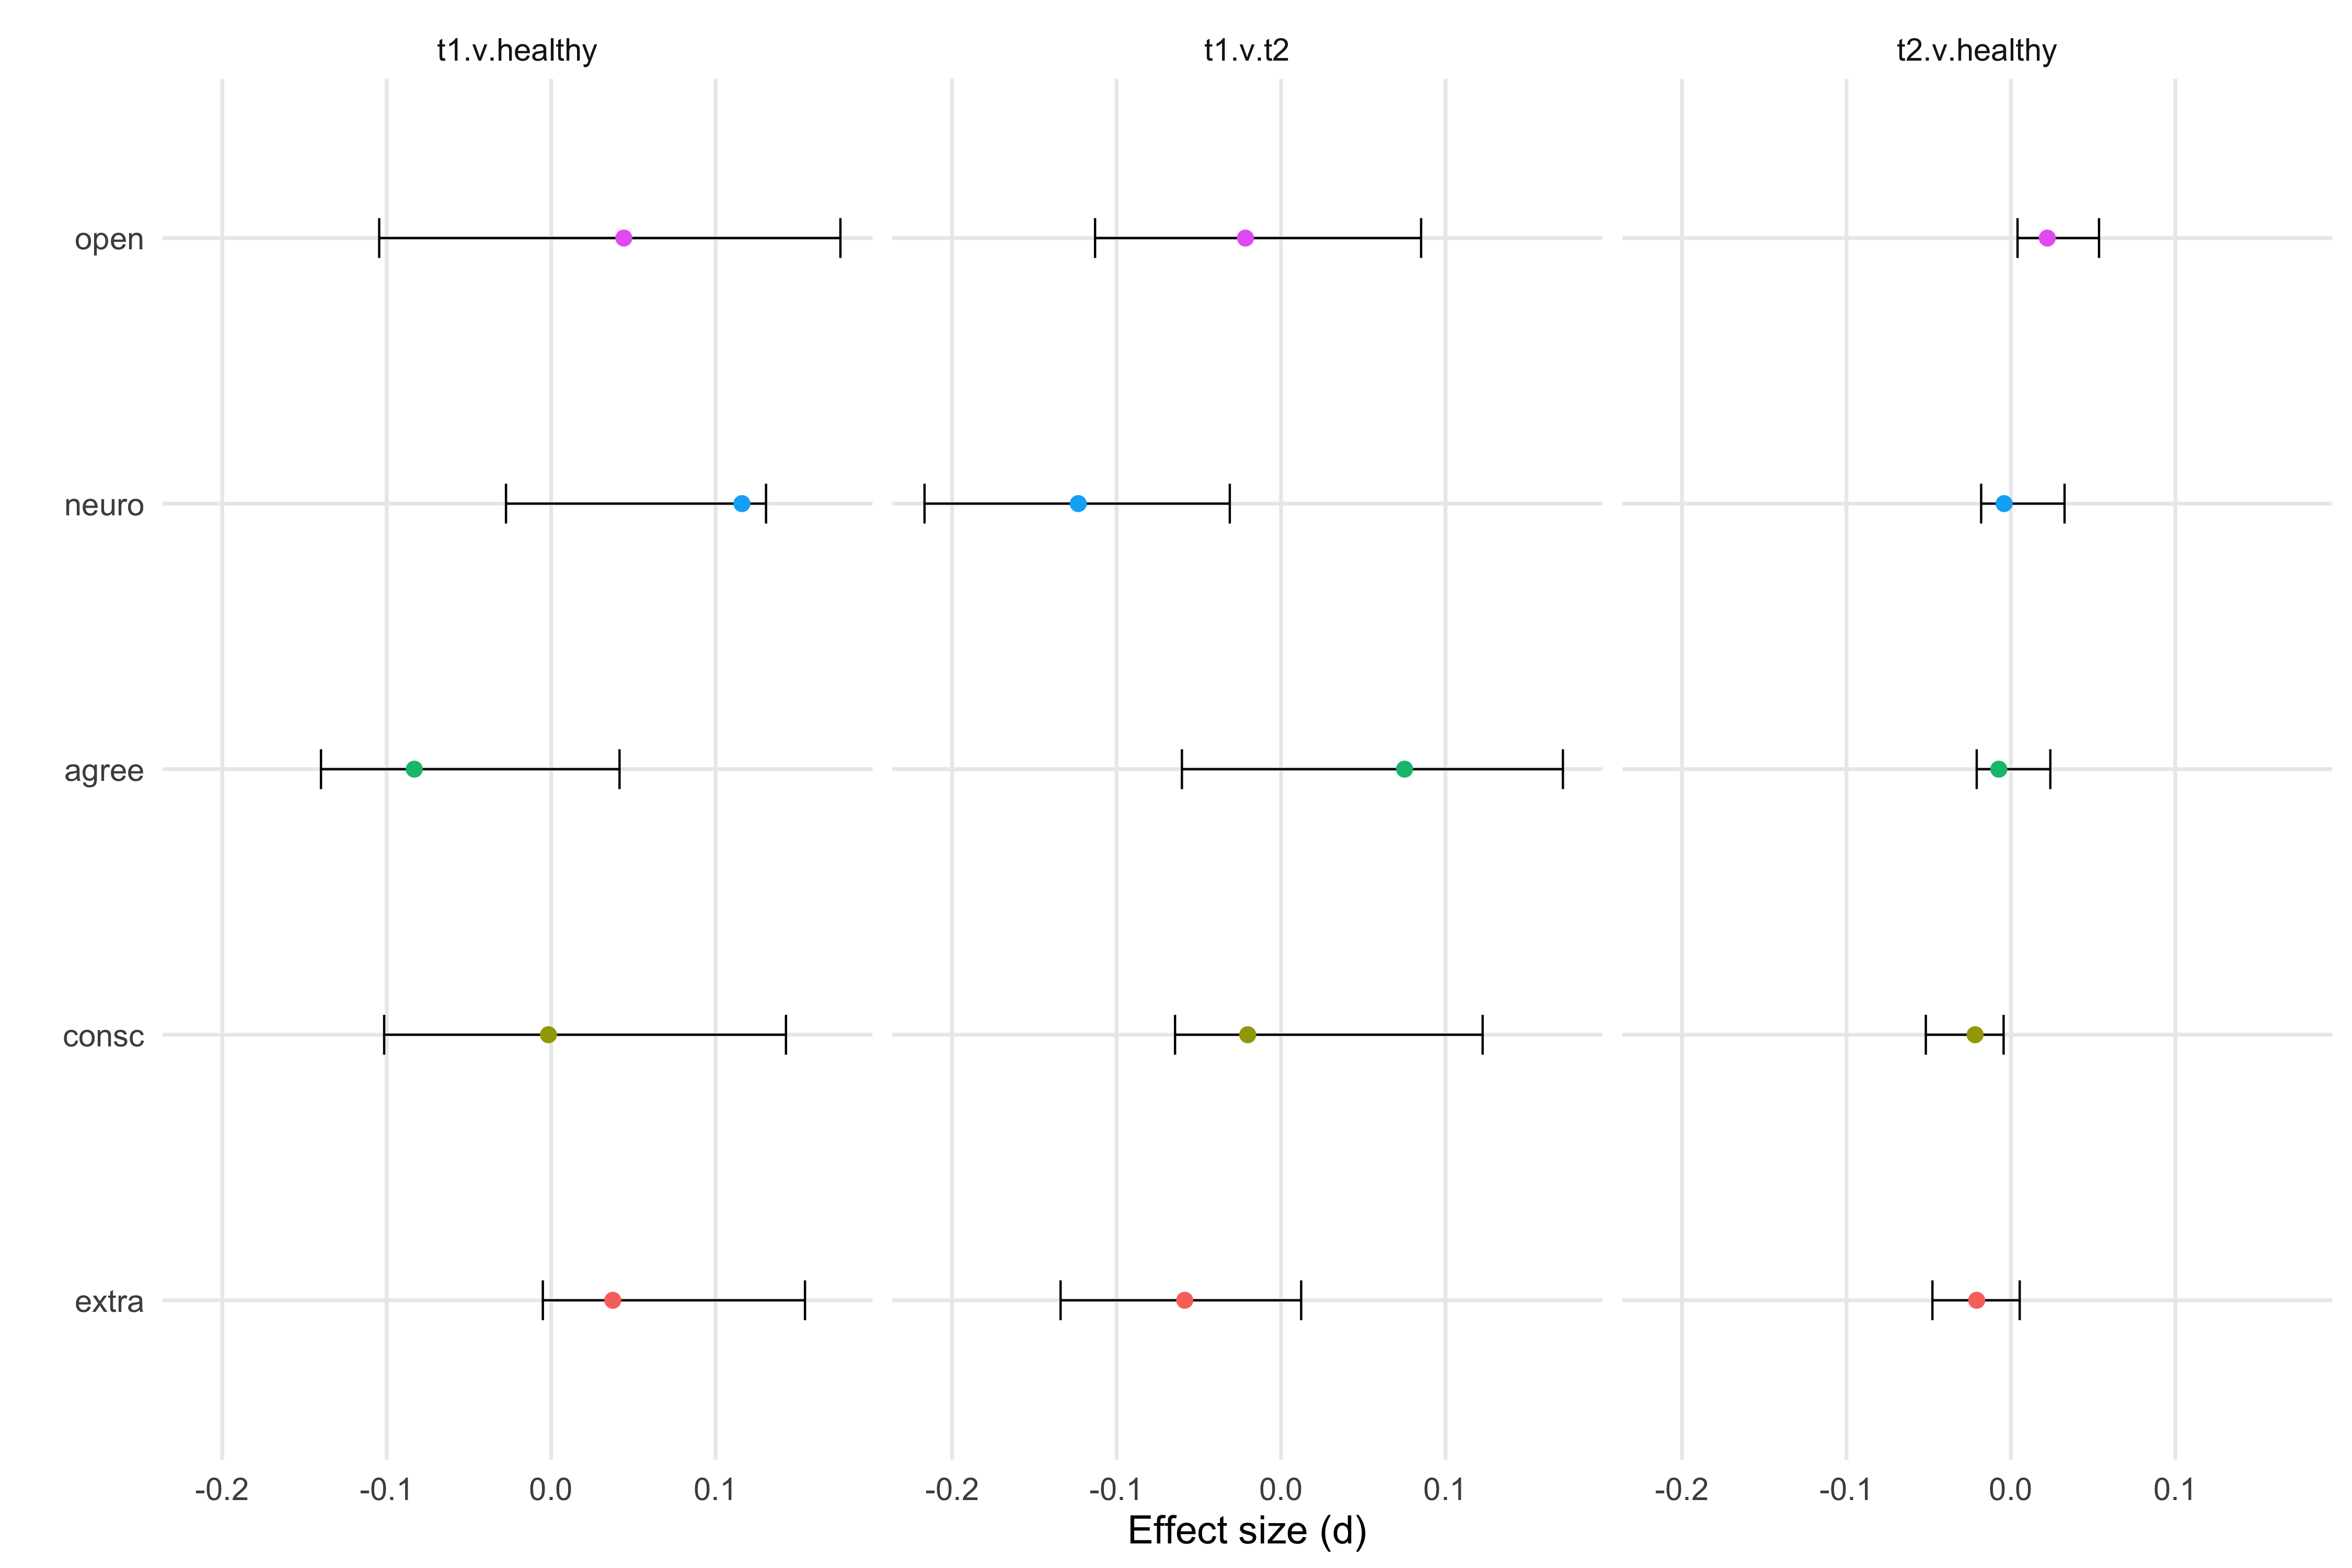 t1.v.healthy t1.v.t2 t2.v.healthy
open
neuro
agree
consc
extra
-0.2 -0.1 0.0 0.1 -0.2 -0.1 0.0 0.1 -0.2 -0.1 0.0 0.1
Effect size (d)